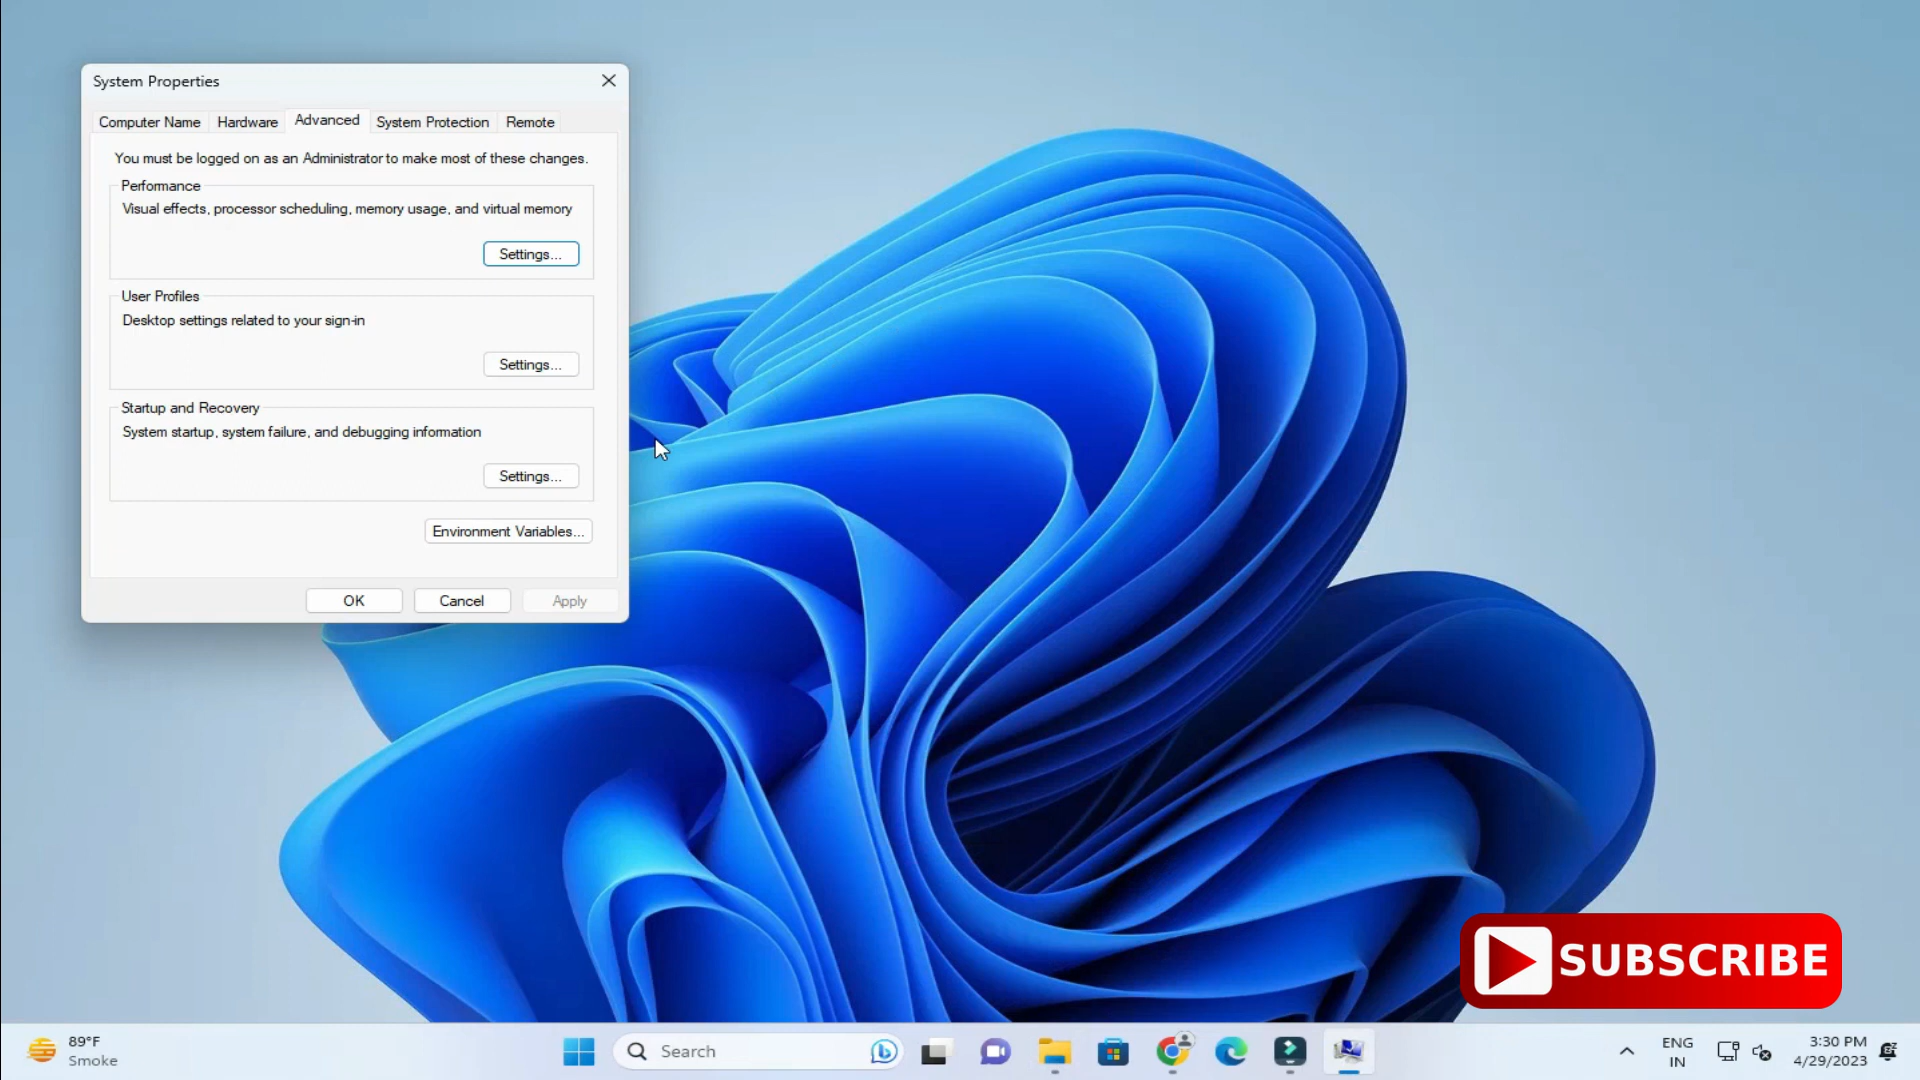 System Properties
Computer Name Hardware Advanced System Protection Remote
You must be logged on as an Administrator to make most of these changes.
Performance
Visual effects, processor scheduling, memory usage, and virtual memory
Settings...
User Profiles
Desktop settings related to your sign-in
Settings...
Startup and Recovery
System startup, system failure, and debugging information
Settings...
Environment Variables...
OK Cancel Apply
SUBSCRIBE
89°F
Smoke
Search
ENG
IN
3:30 PM
4/29/2023